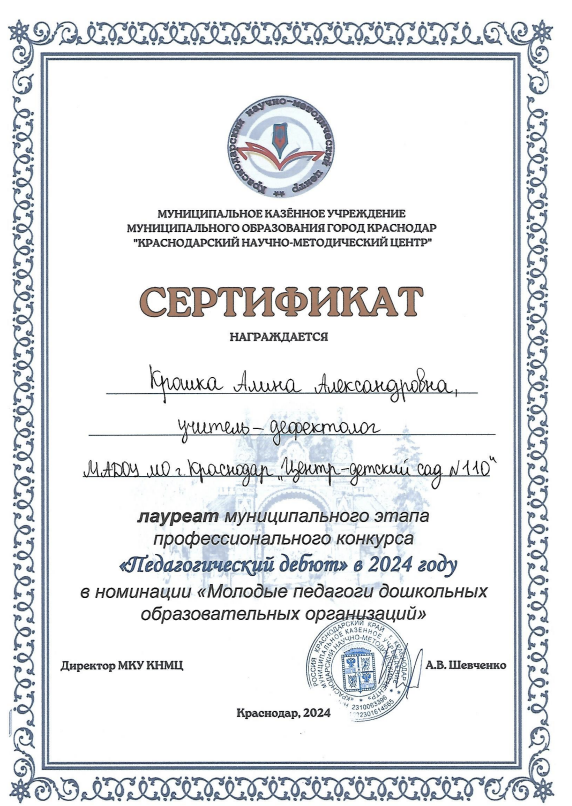 Краснодарский научно-методический центр
МУНИЦИПАЛЬНОЕ КАЗЁННОЕ УЧРЕЖДЕНИЕ
МУНИЦИПАЛЬНОГО ОБРАЗОВАНИЯ ГОРОД КРАСНОДАР
"КРАСНОДАРСКИЙ НАУЧНО-МЕТОДИЧЕСКИЙ ЦЕНТР"
СЕРТИФИКАТ
НАГРАЖДАЕТСЯ
Крошка Алина Александровна,
учитель-дефектолог
МАДОУ МО г. Краснодар „Центр-детский сад №110"
лауреат муниципального этапа
профессионального конкурса
«Педагогический дебют» в 2024 году
в номинации «Молодые педагоги дошкольных
образовательных организаций»
Директор МКУ КНМЦ
А.В. Шевченко
Краснодар, 2024